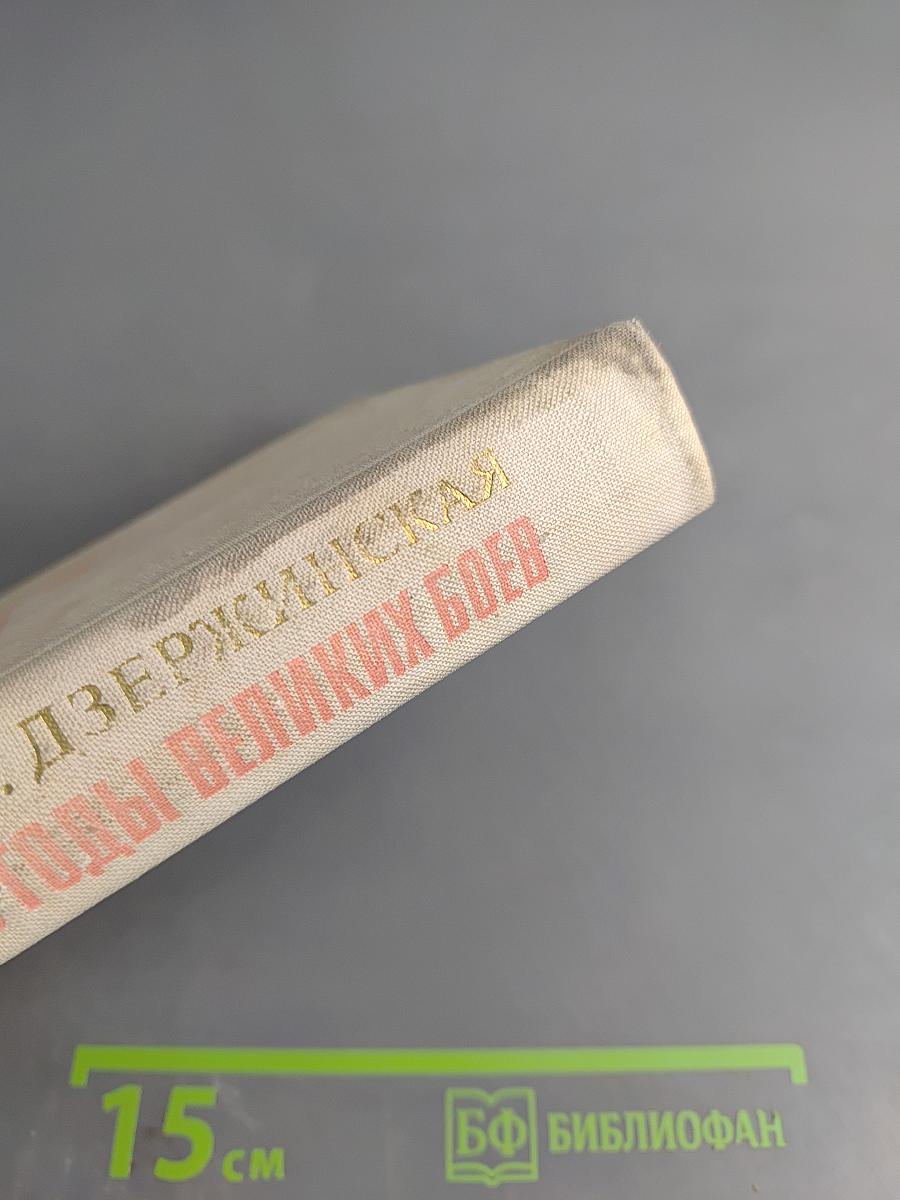 . ДЗЕРЖИНСКАЯ
ГОДЫ ВЕЛИКИХ БОЕВ
15 см
БФ БИБЛИОФАН